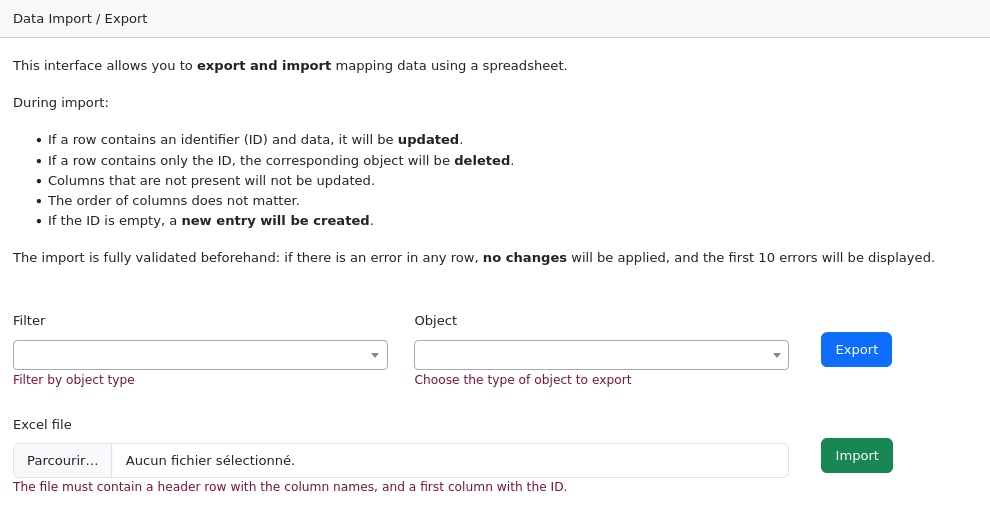 Data Import / Export
This interface allows you to export and import mapping data using a spreadsheet.
During import:
• If a row contains an identifier (ID) and data, it will be updated.
• If a row contains only the ID, the corresponding object will be deleted.
• Columns that are not present will not be updated.
• The order of columns does not matter.
• If the ID is empty, a new entry will be created.
The import is fully validated beforehand: if there is an error in any row, no changes will be applied, and the first 10 errors will be displayed.
Filter
Object
Export
Filter by object type
Choose the type of object to export
Excel file
Parcourir… Aucun fichier sélectionné.
Import
The file must contain a header row with the column names, and a first column with the ID.